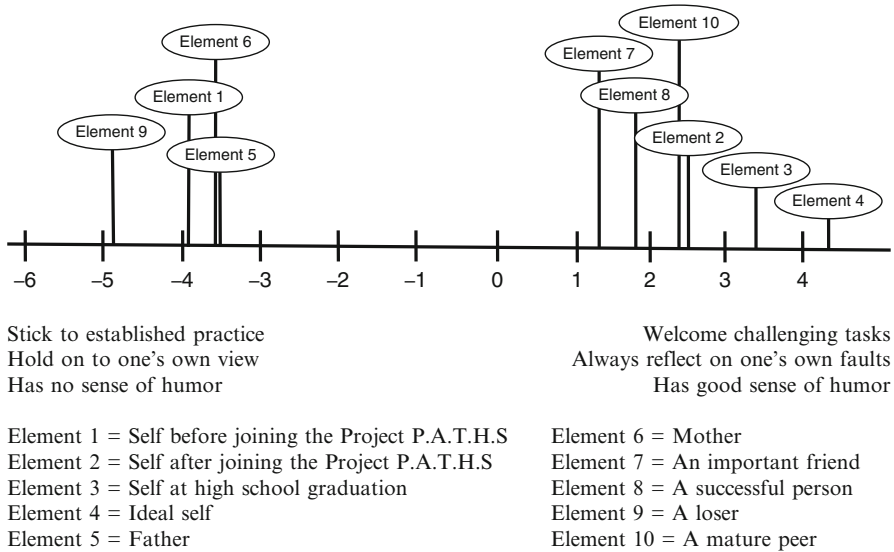 Element 10
Element 6
Element 7
Element 1
Element 8
Element 9
Element 5
Element 2
Element 3
Element 4
–6 –5 –4 –3 –2 –1 0 1 2 3 4
Stick to established practice
Hold on to one's own view
Has no sense of humor
Welcome challenging tasks
Always reflect on one's own faults
Has good sense of humor
Element 1 = Self before joining the Project P.A.T.H.S
Element 2 = Self after joining the Project P.A.T.H.S
Element 3 = Self at high school graduation
Element 4 = Ideal self
Element 5 = Father
Element 6 = Mother
Element 7 = An important friend
Element 8 = A successful person
Element 9 = A loser
Element 10 = A mature peer